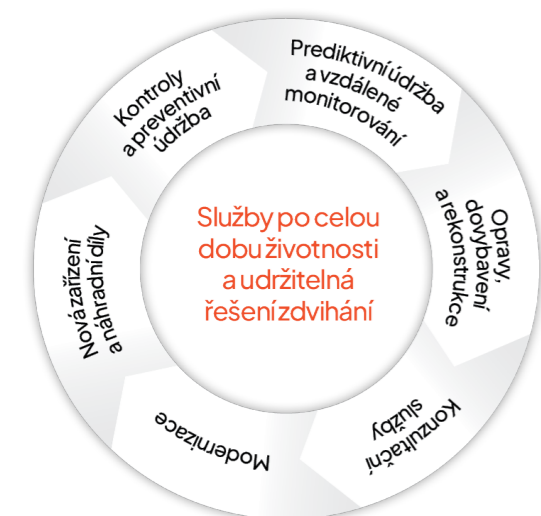 Kontroly
a preventivní
údržba
Prediktivní údržba
a vzdálené
monitorování
Opravy,
dovybavení
a rekonstrukce
Konzultační
služby
Modernizace
Nová zařízení
a náhradní díly
Služby po celou
dobu životnosti
a udržitelná
řešení zdvihání